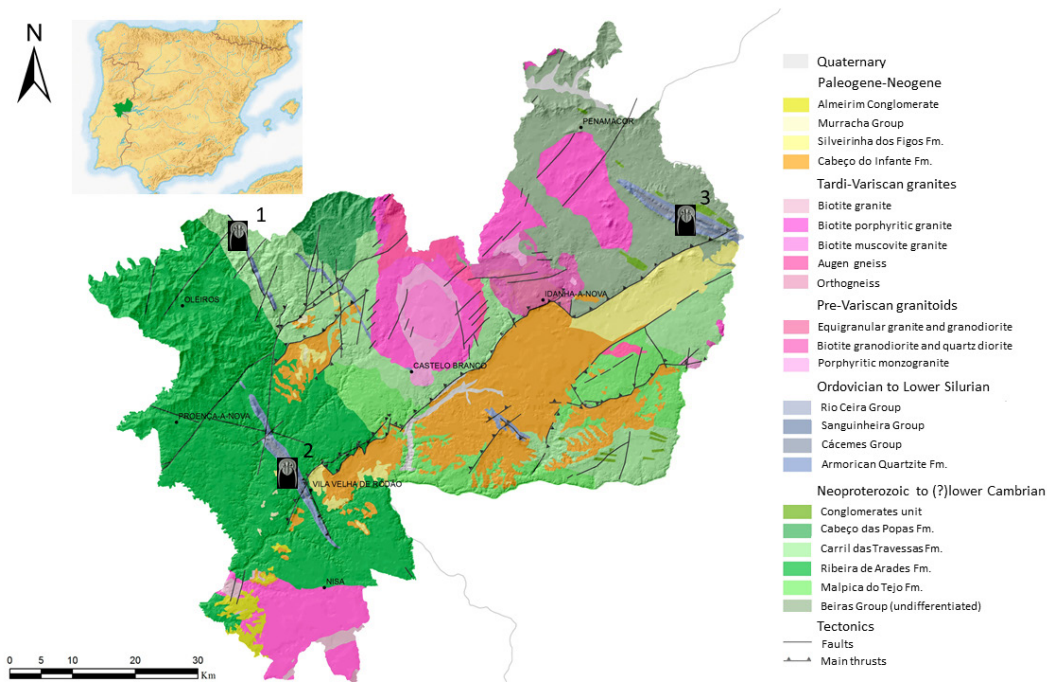 N
1
2
3
PENAMACOR
OLEIROS
IDANHA-A-NOVA
CASTELO BRANCO
PROENÇA-A-NOVA
VILA VELHA DE RÓDÃO
NISA
0 5 10 20 30
Km
Quaternary
Paleogene-Neogene
Almeirim Conglomerate
Murracha Group
Silveirinha dos Figos Fm.
Cabeço do Infante Fm.
Tardi-Variscan granites
Biotite granite
Biotite porphyritic granite
Biotite muscovite granite
Augen gneiss
Orthogneiss
Pre-Variscan granitoids
Equigranular granite and granodiorite
Biotite granodiorite and quartz diorite
Porphyritic monzogranite
Ordovician to Lower Silurian
Rio Ceira Group
Sanguinheira Group
Cácemes Group
Armorican Quartzite Fm.
Neoproterozoic to (?)lower Cambrian
Conglomerates unit
Cabeço das Popas Fm.
Carril das Travessas Fm.
Ribeira de Arades Fm.
Malpica do Tejo Fm.
Beiras Group (undifferentiated)
Tectonics
Faults
Main thrusts